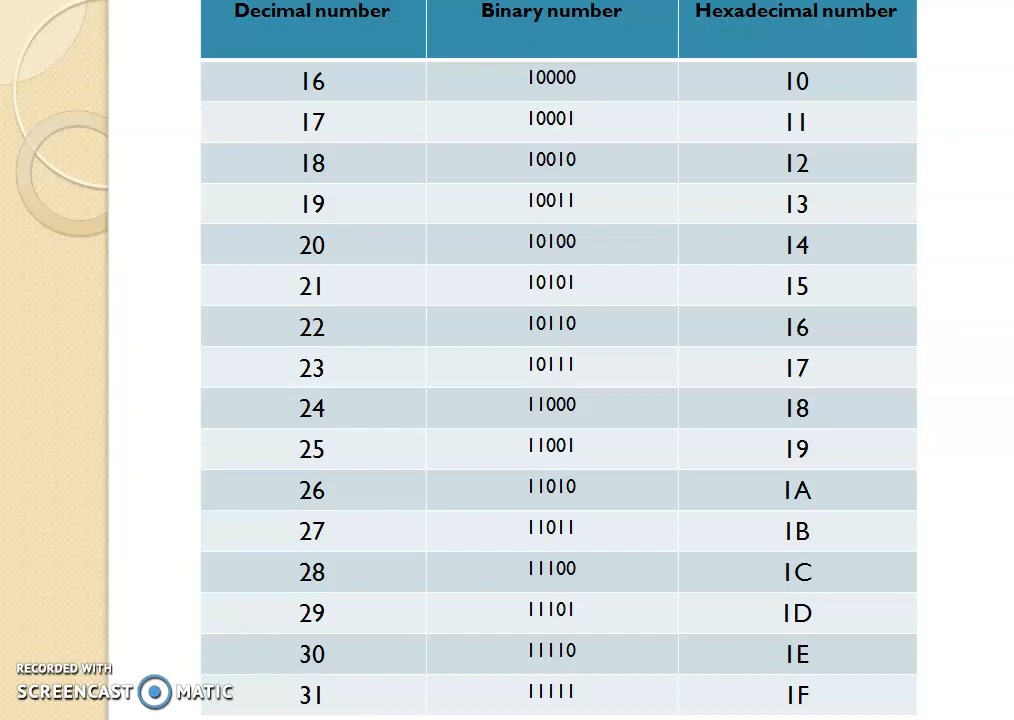 Decimal number Binary number Hexadecimal number
16 10000 10
17 10001 11
18 10010 12
19 10011 13
20 10100 14
21 10101 15
22 10110 16
23 10111 17
24 11000 18
25 11001 19
26 11010 1A
27 11011 1B
28 11100 1C
29 11101 1D
30 11110 1E
31 11111 1F
RECORDED WITH
SCREENCAST MATIC